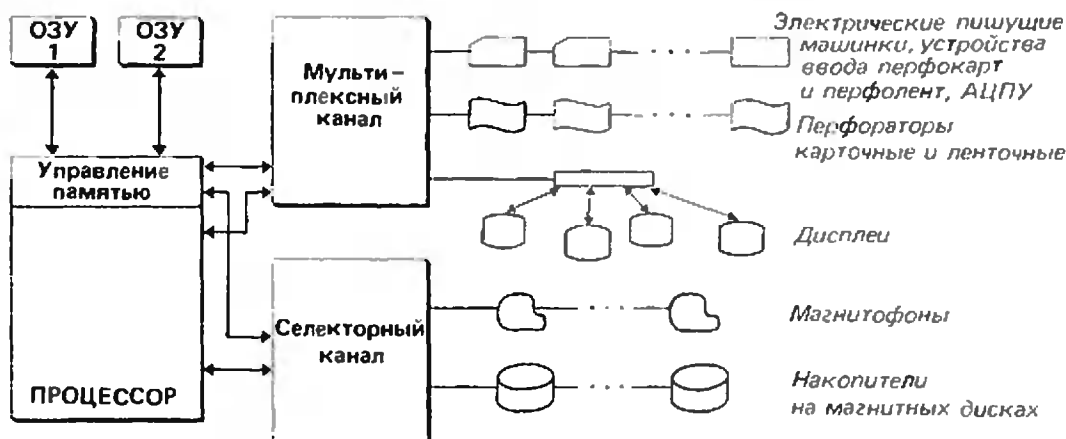 ОЗУ
1
ОЗУ
2
Мульти-
плексный
канал
Электрические пишущие
машинки, устройства
ввода перфокарт
и перфолент, АЦПУ
Перфораторы
карточные и ленточные
Управление
памятью
Дисплеи
Селекторный
канал
Магнитофоны
ПРОЦЕССОР
Накопители
на магнитных дисках